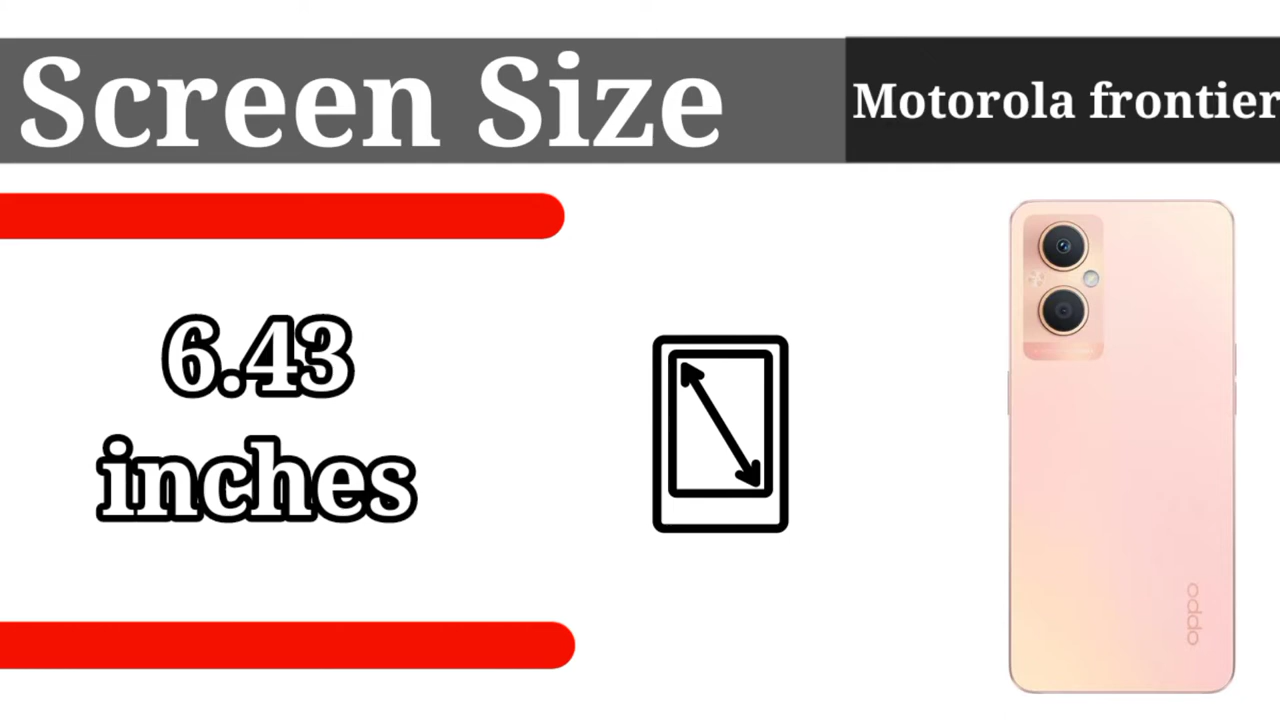 Screen Size
Motorola frontier
6.43
inches
oppo